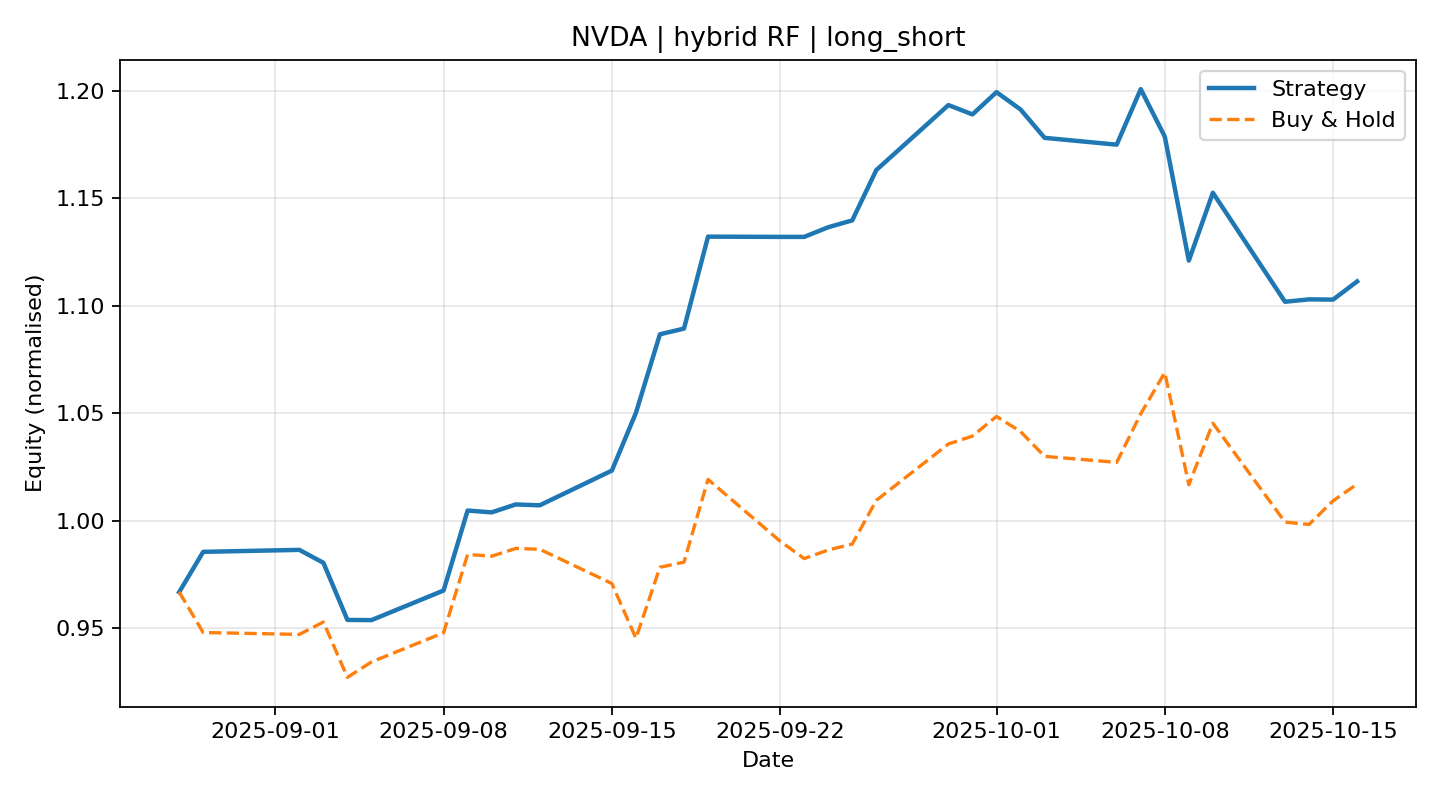 NVDA | hybrid RF | long_short
Strategy
Buy & Hold
Equity (normalised)
1.20
1.15
1.10
1.05
1.00
0.95
2025-09-01
2025-09-08
2025-09-15
2025-09-22
2025-10-01
2025-10-08
2025-10-15
Date